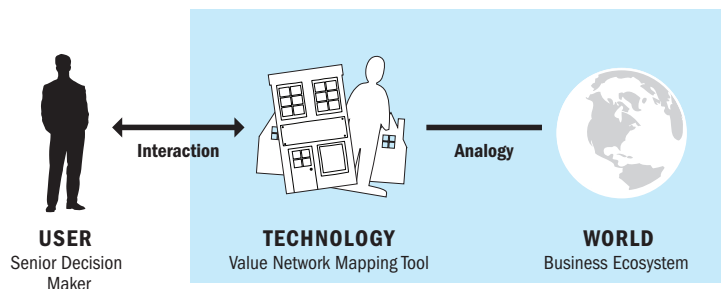 Interaction
Analogy
USER
Senior Decision
Maker
TECHNOLOGY
Value Network Mapping Tool
WORLD
Business Ecosystem